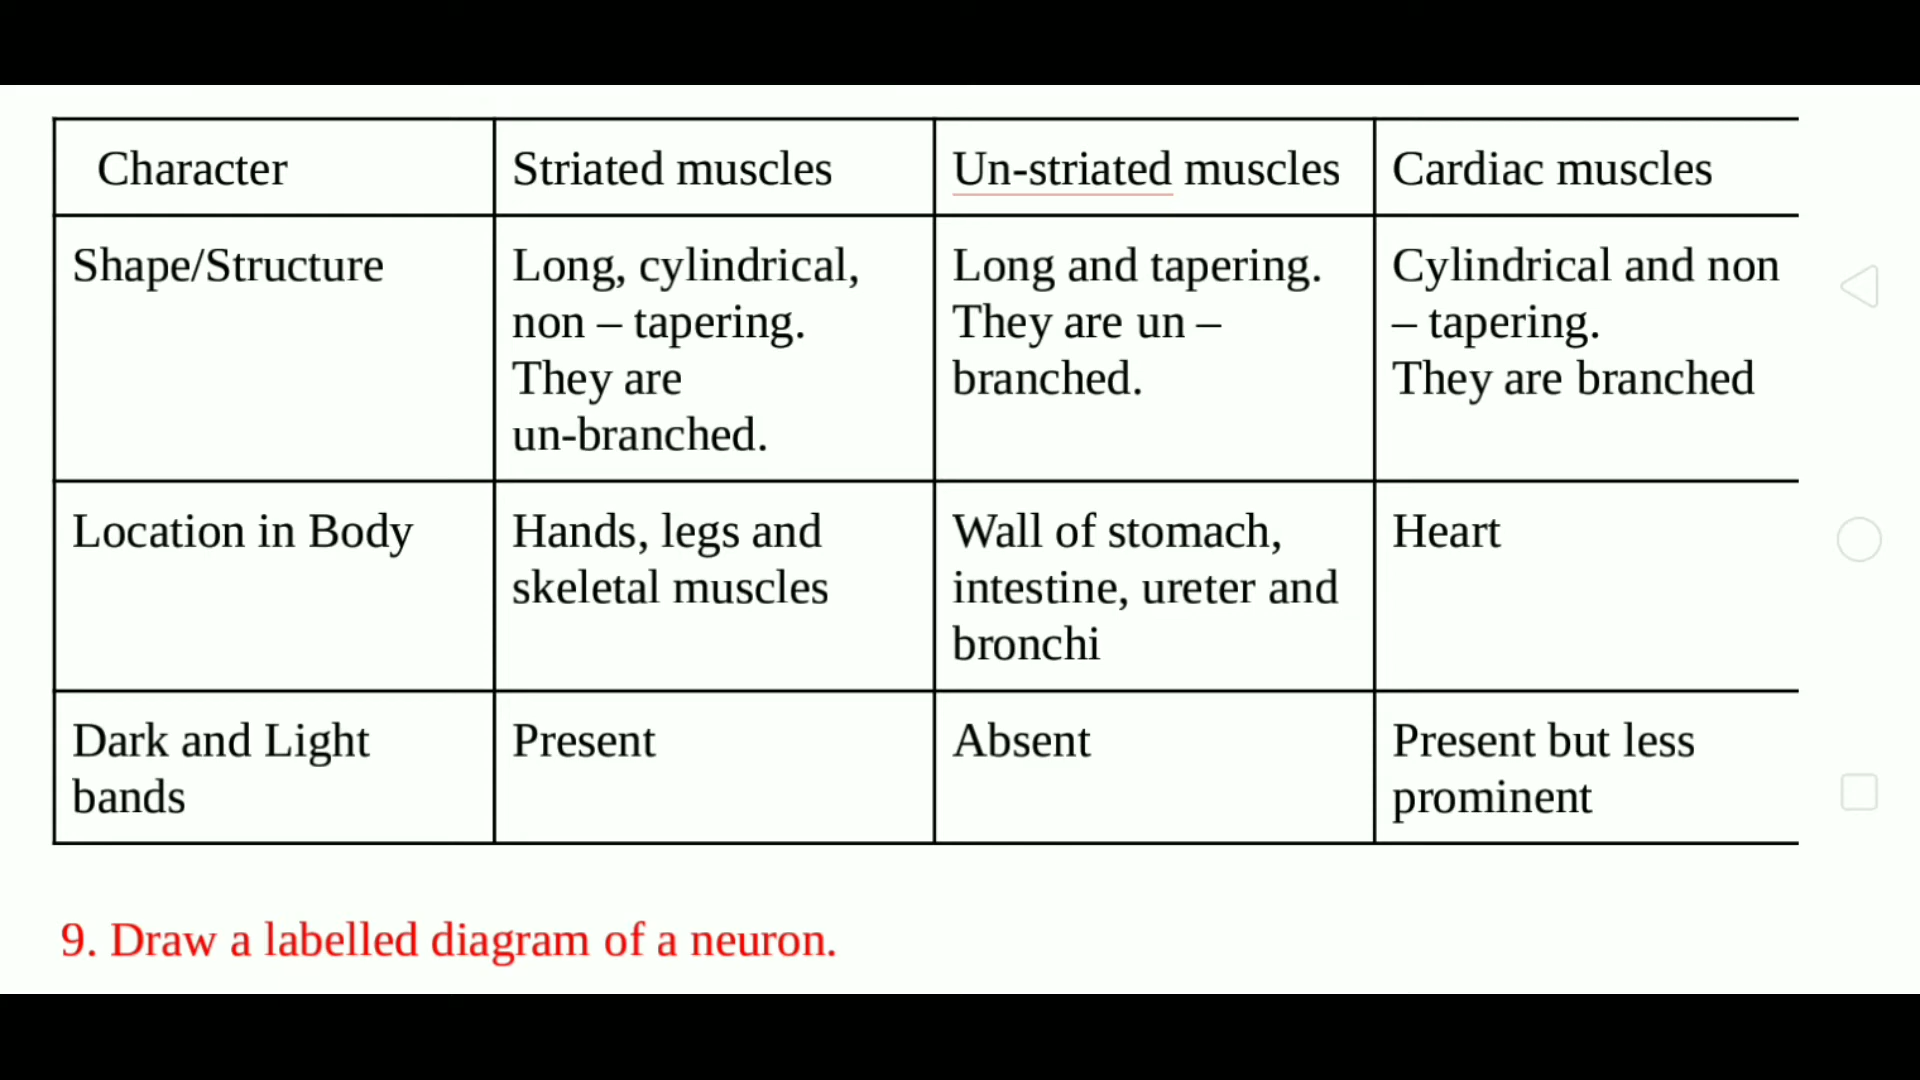 Character
Striated muscles
Un-striated muscles
Cardiac muscles
Shape/Structure
Long, cylindrical,
non – tapering.
They are
un-branched.
Long and tapering.
They are un –
branched.
Cylindrical and non
– tapering.
They are branched
Location in Body
Hands, legs and
skeletal muscles
Wall of stomach,
intestine, ureter and
bronchi
Heart
Dark and Light
bands
Present
Absent
Present but less
prominent
9. Draw a labelled diagram of a neuron.